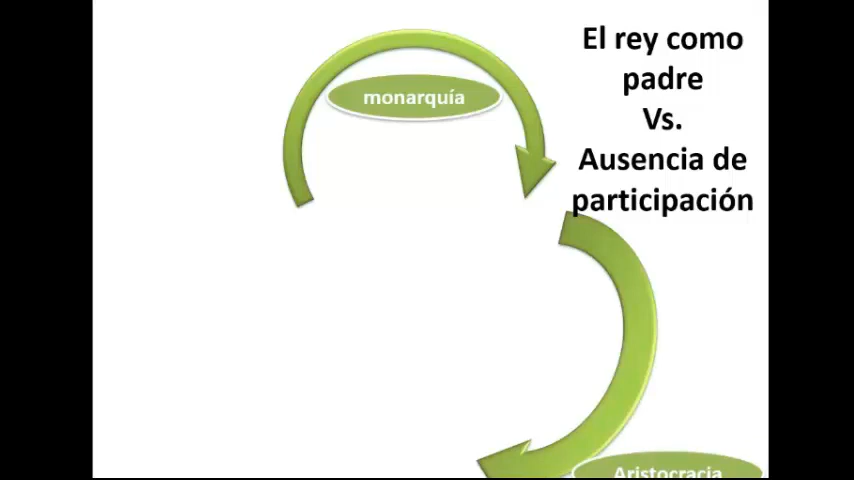 El rey como
padre
Vs.
Ausencia de
participación
monarquía
Aristocracia